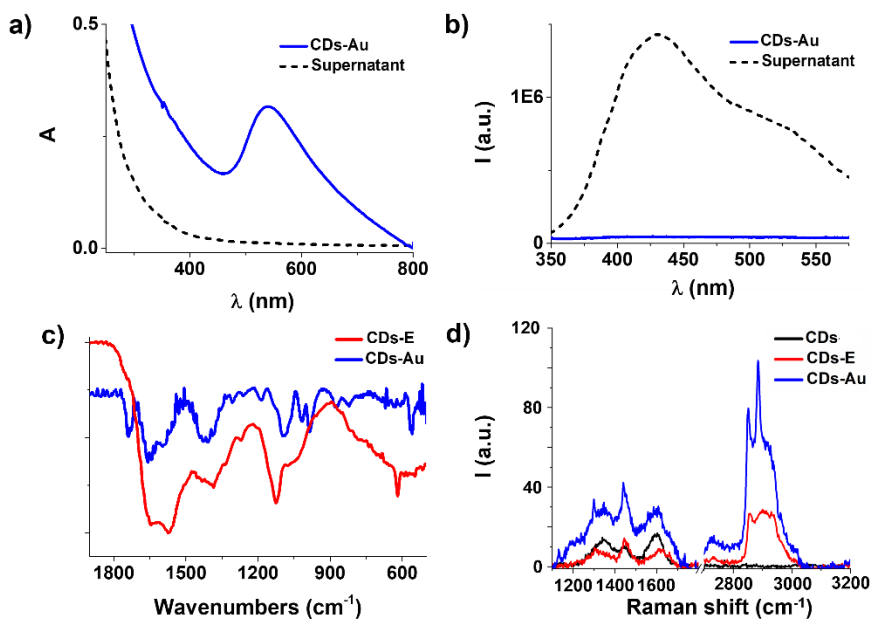 a)
0.5
CDs-Au
Supernatant
A
0.0
400
600
800
λ (nm)
b)
CDs-Au
Supernatant
1E6
I (a.u.)
0
350
400
450
500
550
λ (nm)
c)
CDs-E
CDs-Au
1800
1500
1200
900
600
Wavenumbers (cm⁻¹)
d)
120
CDs
CDs-E
CDs-Au
80
I (a.u.)
40
20
0
1200
1400
1600
2800
3000
3200
Raman shift (cm⁻¹)